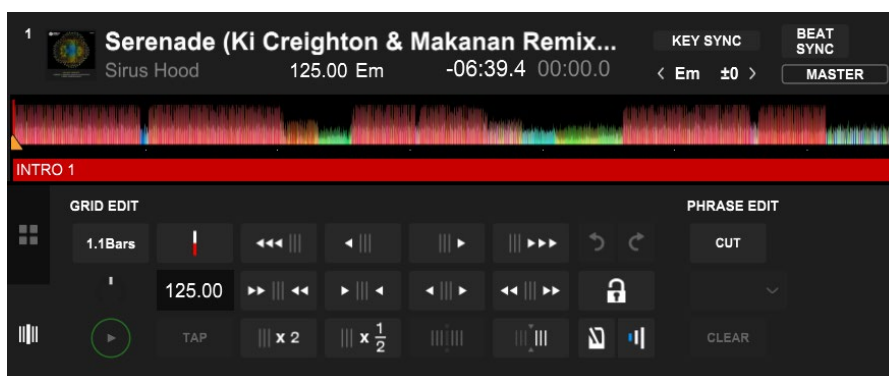 1
Serenade (Ki Creighton & Makanan Remix...
KEY SYNC
BEAT SYNC
Sirus Hood
125.00 Em
-06:39.4 00:00.0
< Em ±0 >
MASTER
INTRO 1
GRID EDIT
PHRASE EDIT
1.1Bars
CUT
125.00
TAP
x 2
x 1/2
CLEAR